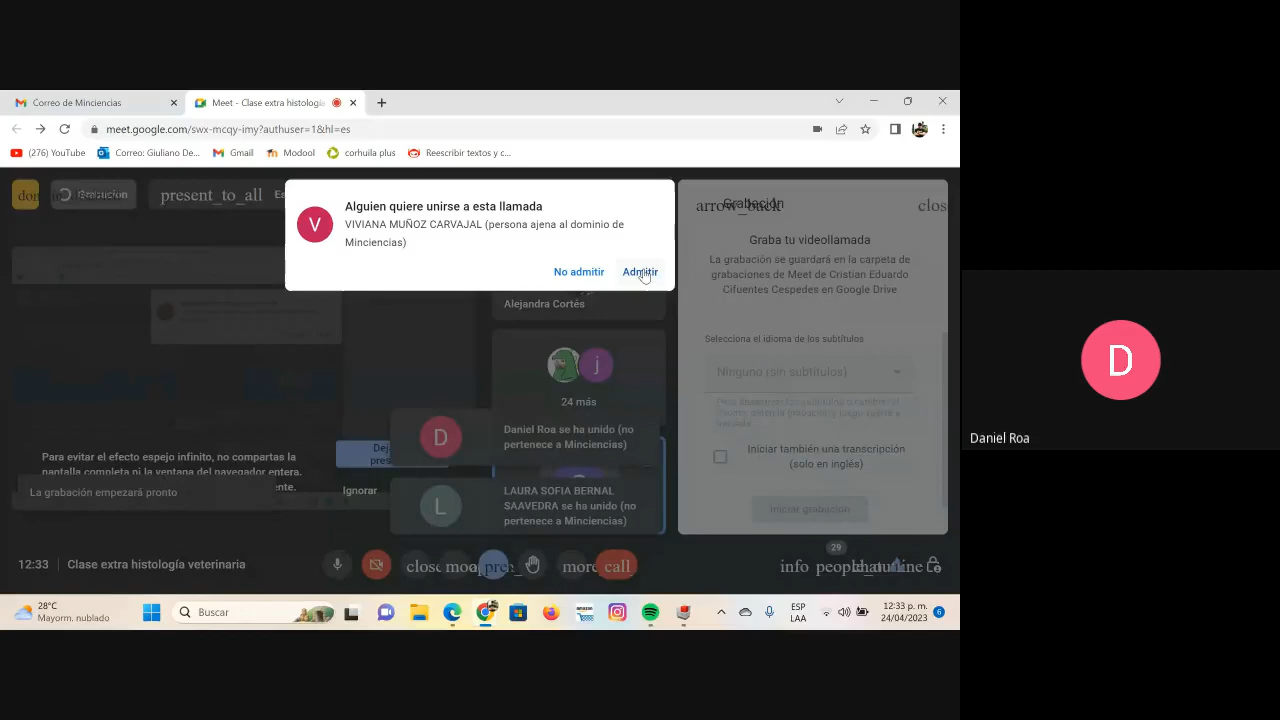 Correo de Minciencias
Meet - Clase extra histología
meet.google.com/swx-mcqy-imy?authuser=1&hl=es
(276) YouTube
Correo: Giuliano De...
Gmail
Modool
corhuila plus
Reescribir textos y c...
present_to_all
Alguien quiere unirse a esta llamada
V
VIVIANA MUÑOZ CARVAJAL (persona ajena al dominio de
Minciencias)
No admitir
Admitir
arrow_back
Grabación
close
Graba tu videollamada
La grabación se guardará en la carpeta de
grabaciones de Meet de Cristian Eduardo
Cifuentes Cespedes en Google Drive
Selecciona el idioma de los subtítulos
Ninguno (sin subtítulos)
Iniciar también una transcripción
(solo en inglés)
Iniciar grabación
Alejandra Cortés
j
24 más
D
Daniel Roa se ha unido (no
pertenece a Minciencias)
L
LAURA SOFIA BERNAL
SAAVEDRA se ha unido (no
pertenece a Minciencias)
Para evitar el efecto espejo infinito, no compartas la
pantalla completa ni la ventana del navegador entera.
La grabación empezará pronto
Ignorar
12:33
Clase extra histología veterinaria
more
call
29
info
28°C
Mayorm. nublado
Buscar
ESP
LAA
12:33 p. m.
24/04/2023
6
D
Daniel Roa